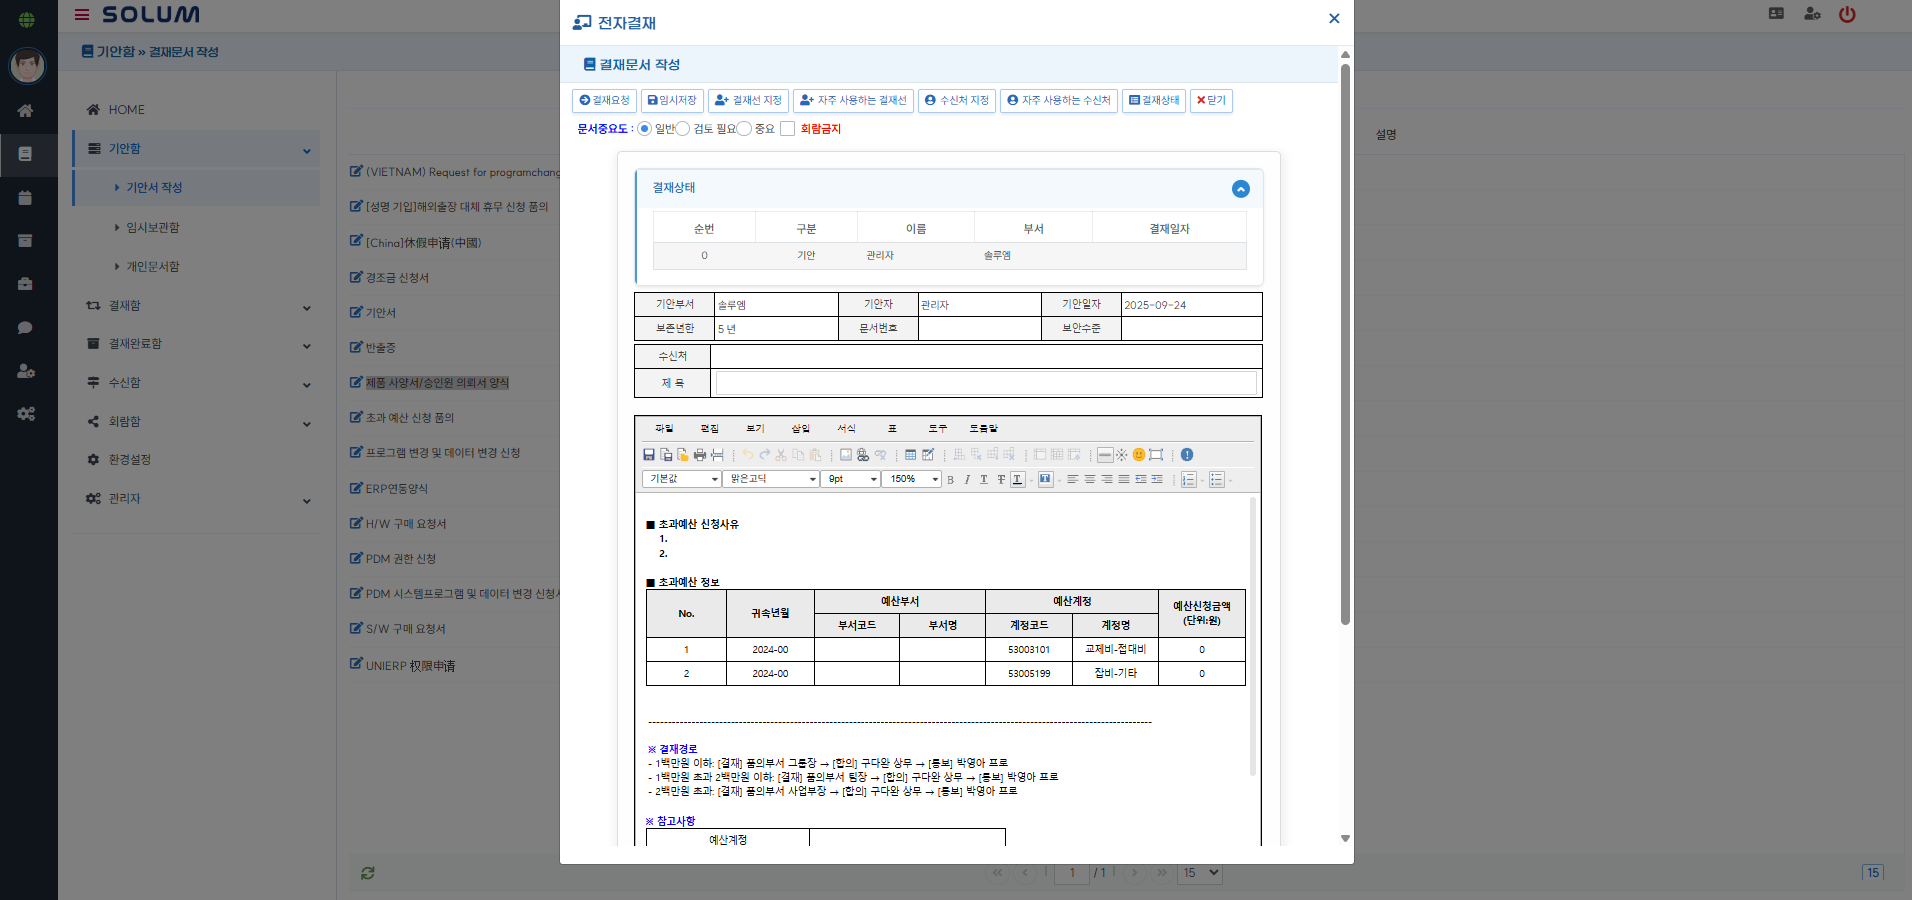 SOLUM
기안함 » 결재문서 작성
HOME
기안함
기안서 작성
임시보관함
개인문서함
결재함
결재완료함
수신함
회람함
환경설정
관리자
설명
(VIETNAM) Request for programchang
[성명 기입]해외출장 대체 휴무 신청 품의
[China]休假申请(中國)
경조금 신청서
기안서
반출증
제품 사양서/승인원 의뢰서 양식
초과 예산 신청 품의
프로그램 변경 및 데이터 변경 신청
ERP연동양식
H/W 구매 요청서
PDM 권한 신청
PDM 시스템프로그램 및 데이터 변경 신청서
S/W 구매 요청서
UNIERP 权限申请
1 / 1 15
15
전자결재
결재문서 작성
결재요청 임시저장 결재선 지정 자주 사용하는 결재선 수신처 지정 자주 사용하는 수신처 결재상태 닫기
문서중요도 : 일반 검토 필요 중요 회람금지
결재상태
순번 구분 이름 부서 결재일자
0 기안 관리자 솔루엠
기안부서 솔루엠 기안자 관리자 기안일자 2025-09-24
보존년한 5 년 문서번호 보안수준
수신처
제 목
파일 편집 보기 삽입 서식 표 도구 도움말
기본값 맑은고딕 9pt 150%
■ 초과예산 신청사유
1.
2.
■ 초과예산 정보
No. 귀속년월 예산부서 예산계정 예산신청금액
(단위:원)
부서코드 부서명 계정코드 계정명
1 2024-00 53003101 교제비-접대비 0
2 2024-00 53005199 잡비-기타 0
※ 결재경로
- 1백만원 이하: [결재] 품의부서 그룹장 → [합의] 구다완 상무 → [통보] 박영아 프로
- 1백만원 초과 2백만원 이하: [결재] 품의부서 팀장 → [합의] 구다완 상무 → [통보] 박영아 프로
- 2백만원 초과: [결재] 품의부서 사업부장 → [합의] 구다완 상무 → [통보] 박영아 프로
※ 참고사항
예산계정